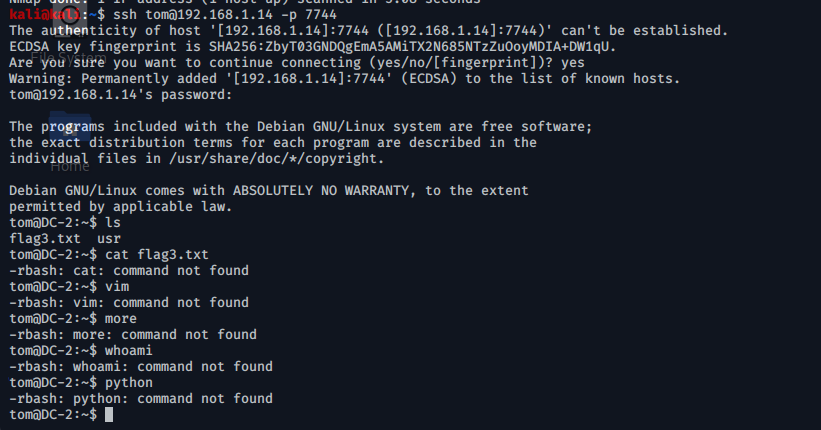 Nmap done: 1 IP address (1 host up) scanned in 5.08 seconds
kali@kali:~$ ssh tom@192.168.1.14 -p 7744
The authenticity of host '[192.168.1.14]:7744 ([192.168.1.14]:7744)' can't be established.
ECDSA key fingerprint is SHA256:ZbyT03GNDQgEmA5AMiTX2N685NTzZuOoyMDIA+DW1qU.
File System
Are you sure you want to continue connecting (yes/no/[fingerprint])? yes
Warning: Permanently added '[192.168.1.14]:7744' (ECDSA) to the list of known hosts.
tom@192.168.1.14's password:
The programs included with the Debian GNU/Linux system are free software;
the exact distribution terms for each program are described in the
individual files in /usr/share/doc/*/copyright.
Home
Debian GNU/Linux comes with ABSOLUTELY NO WARRANTY, to the extent
permitted by applicable law.
tom@DC-2:~$ ls
flag3.txt  usr
tom@DC-2:~$ cat flag3.txt
-rbash: cat: command not found
tom@DC-2:~$ vim
-rbash: vim: command not found
tom@DC-2:~$ more
-rbash: more: command not found
tom@DC-2:~$ whoami
-rbash: whoami: command not found
tom@DC-2:~$ python
-rbash: python: command not found
tom@DC-2:~$